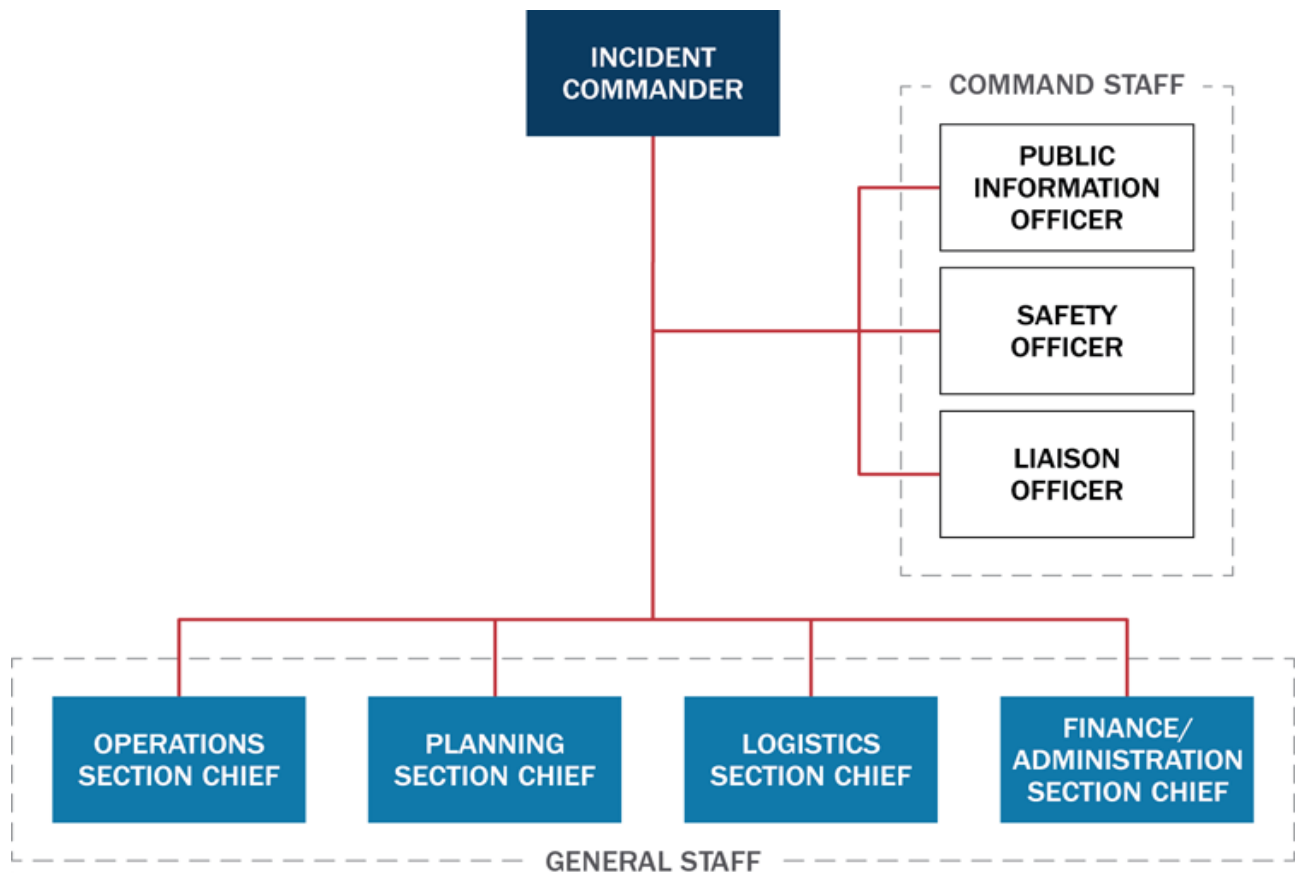 INCIDENT
COMMANDER
COMMAND STAFF
PUBLIC
INFORMATION
OFFICER
SAFETY
OFFICER
LIAISON
OFFICER
OPERATIONS
SECTION CHIEF
PLANNING
SECTION CHIEF
LOGISTICS
SECTION CHIEF
FINANCE/
ADMINISTRATION
SECTION CHIEF
GENERAL STAFF